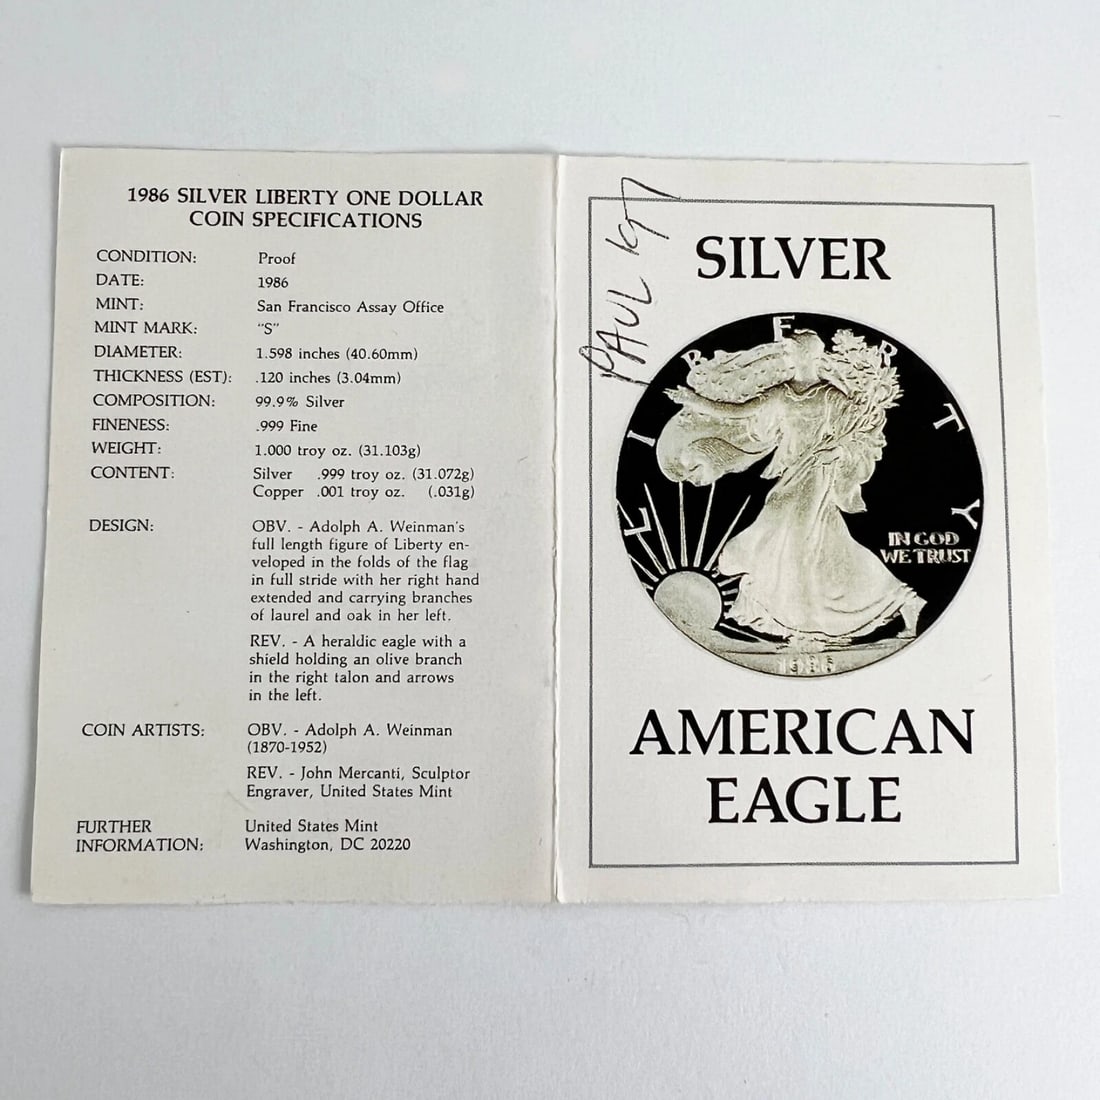 1986 SILVER LIBERTY ONE DOLLAR
COIN SPECIFICATIONS
CONDITION: Proof
DATE: 1986
MINT: San Francisco Assay Office
MINT MARK: "S"
DIAMETER: 1.598 inches (40.60mm)
THICKNESS (EST): .120 inches (3.04mm)
COMPOSITION: 99.9% Silver
FINENESS: .999 Fine
WEIGHT: 1.000 troy oz. (31.103g)
CONTENT: Silver .999 troy oz. (31.072g)
Copper .001 troy oz. (.031g)
DESIGN: OBV. - Adolph A. Weinman's
full length figure of Liberty en-
veloped in the folds of the flag
in full stride with her right hand
extended and carrying branches
of laurel and oak in her left.
REV. - A heraldic eagle with a
shield holding an olive branch
in the right talon and arrows
in the left.
COIN ARTISTS: OBV. - Adolph A. Weinman
(1870-1952)
REV. - John Mercanti, Sculptor
Engraver, United States Mint
FURTHER United States Mint
INFORMATION: Washington, DC 20220
PAUL
SILVER
LIBERTY
IN GOD
WE TRUST
1986
AMERICAN
EAGLE